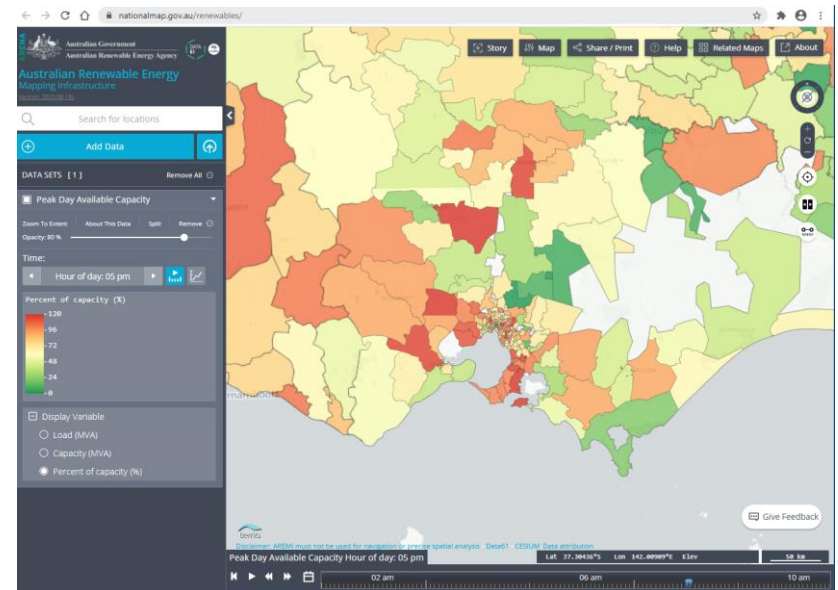 nationalmap.gov.au/renewables/
ARENA
Australian Government
Australian Renewable Energy Agency
DATA
61
Australian Renewable Energy
Mapping Infrastructure
Search for locations
Add Data
DATA SETS [1]
Remove All
Peak Day Available Capacity
Zoom To Extent
About This Data
Split
Remove
Opacity: 80 %
Time:
Hour of day: 05 pm
Percent of capacity (%)
120
96
72
48
24
0
Display Variable
Load (MVA)
Capacity (MVA)
Percent of capacity (%)
Story
Map
Share / Print
Help
Related Maps
About
Give Feedback
Disclaimer: AREMI must not be used for navigation or precise spatial analysis Data61 CESIUM Data attribution
Peak Day Available Capacity Hour of day: 05 pm
Lat 37.30436°S Lon 142.00909°E Elev
50 km
02 am
06 am
10 am